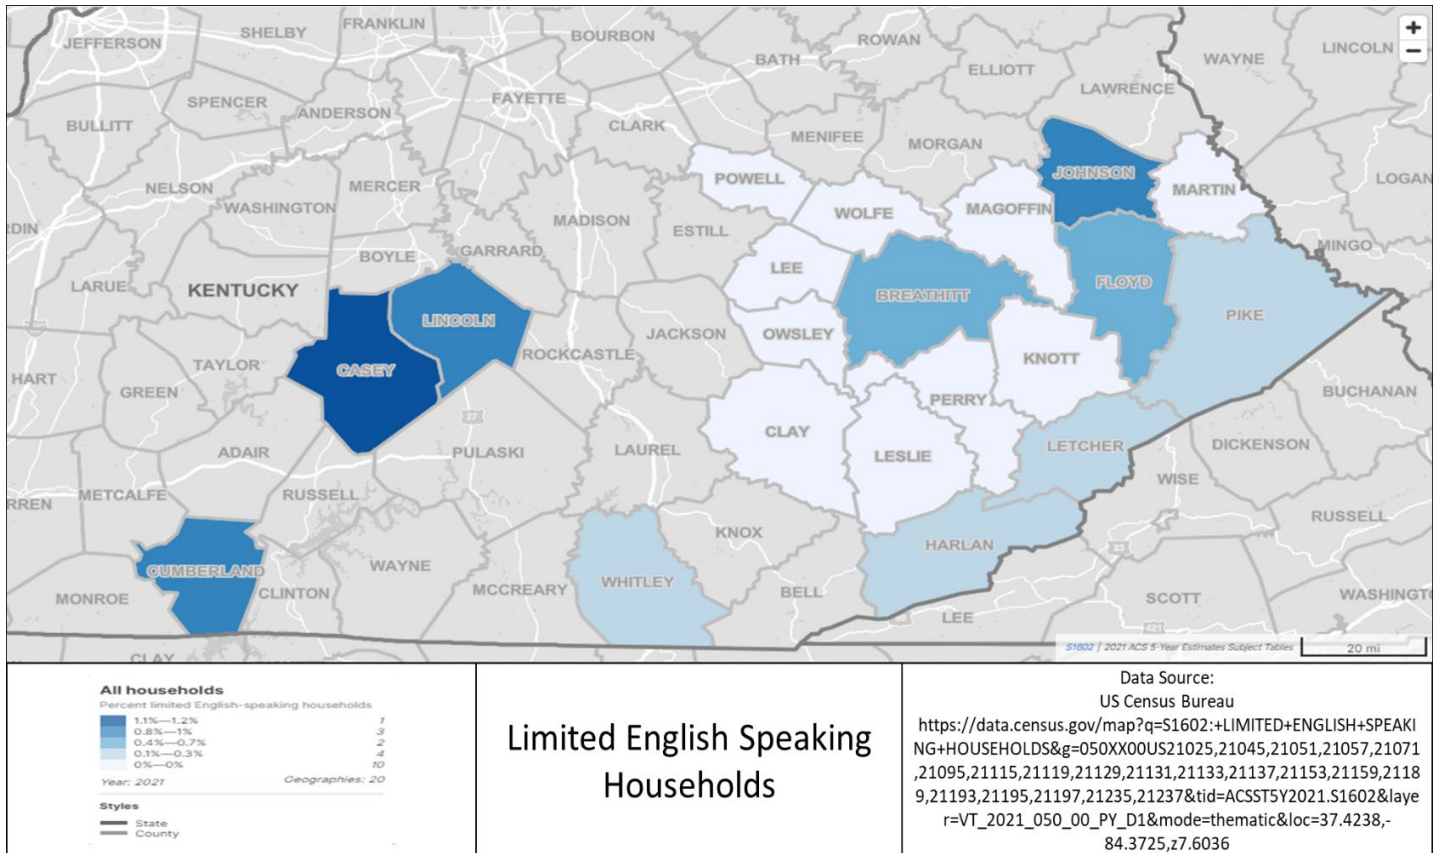 FRANKLIN
SHELBY
JEFFERSON
BOURBON
ROWAN
BATH
ELLIOTT
WAYNE
LINCOLN
+
−
LAWRENCE
SPENCER
ANDERSON
FAYETTE
CLARK
BULLITT
MENIFEE
MORGAN
NELSON
MERCER
POWELL
JOHNSON
MARTIN
LOGAN
WASHINGTON
MADISON
WOLFE
MAGOFFIN
RDIN
ESTILL
BOYLE
GARRARD
MINGO
LARUE
KENTUCKY
LEE
BREATHITT
FLOYD
PIKE
LINCOLN
JACKSON
OWSLEY
TAYLOR
CASEY
ROCKCASTLE
KNOTT
HART
GREEN
27
PERRY
BUCHANAN
CLAY
ADAIR
PULASKI
LAUREL
LESLIE
LETCHER
DICKENSON
WISE
METCALFE
RUSSELL
RREN
RUSSELL
KNOX
HARLAN
23
CUMBERLAND
WAYNE
WHITLEY
MONROE
CLINTON
MCCREARY
BELL
LEE
SCOTT
WASHINGT
421
CLAY
S1602 | 2021 ACS 5-Year Estimates Subject Tables
20 mi
All households
Percent limited English-speaking households
1.1%—1.2% 1
0.8%—1% 3
0.4%—0.7% 2
0.1%—0.3% 4
0%—0% 10
Year: 2021 Geographies: 20
Styles
State
County
Limited English Speaking
Households
Data Source:
US Census Bureau
https://data.census.gov/map?q=S1602:+LIMITED+ENGLISH+SPEAKI
NG+HOUSEHOLDS&g=050XX00US21025,21045,21051,21057,21071
,21095,21115,21119,21129,21131,21133,21137,21153,21159,2118
9,21193,21195,21197,21235,21237&tid=ACSST5Y2021.S1602&laye
r=VT_2021_050_00_PY_D1&mode=thematic&loc=37.4238,-
84.3725,z7.6036